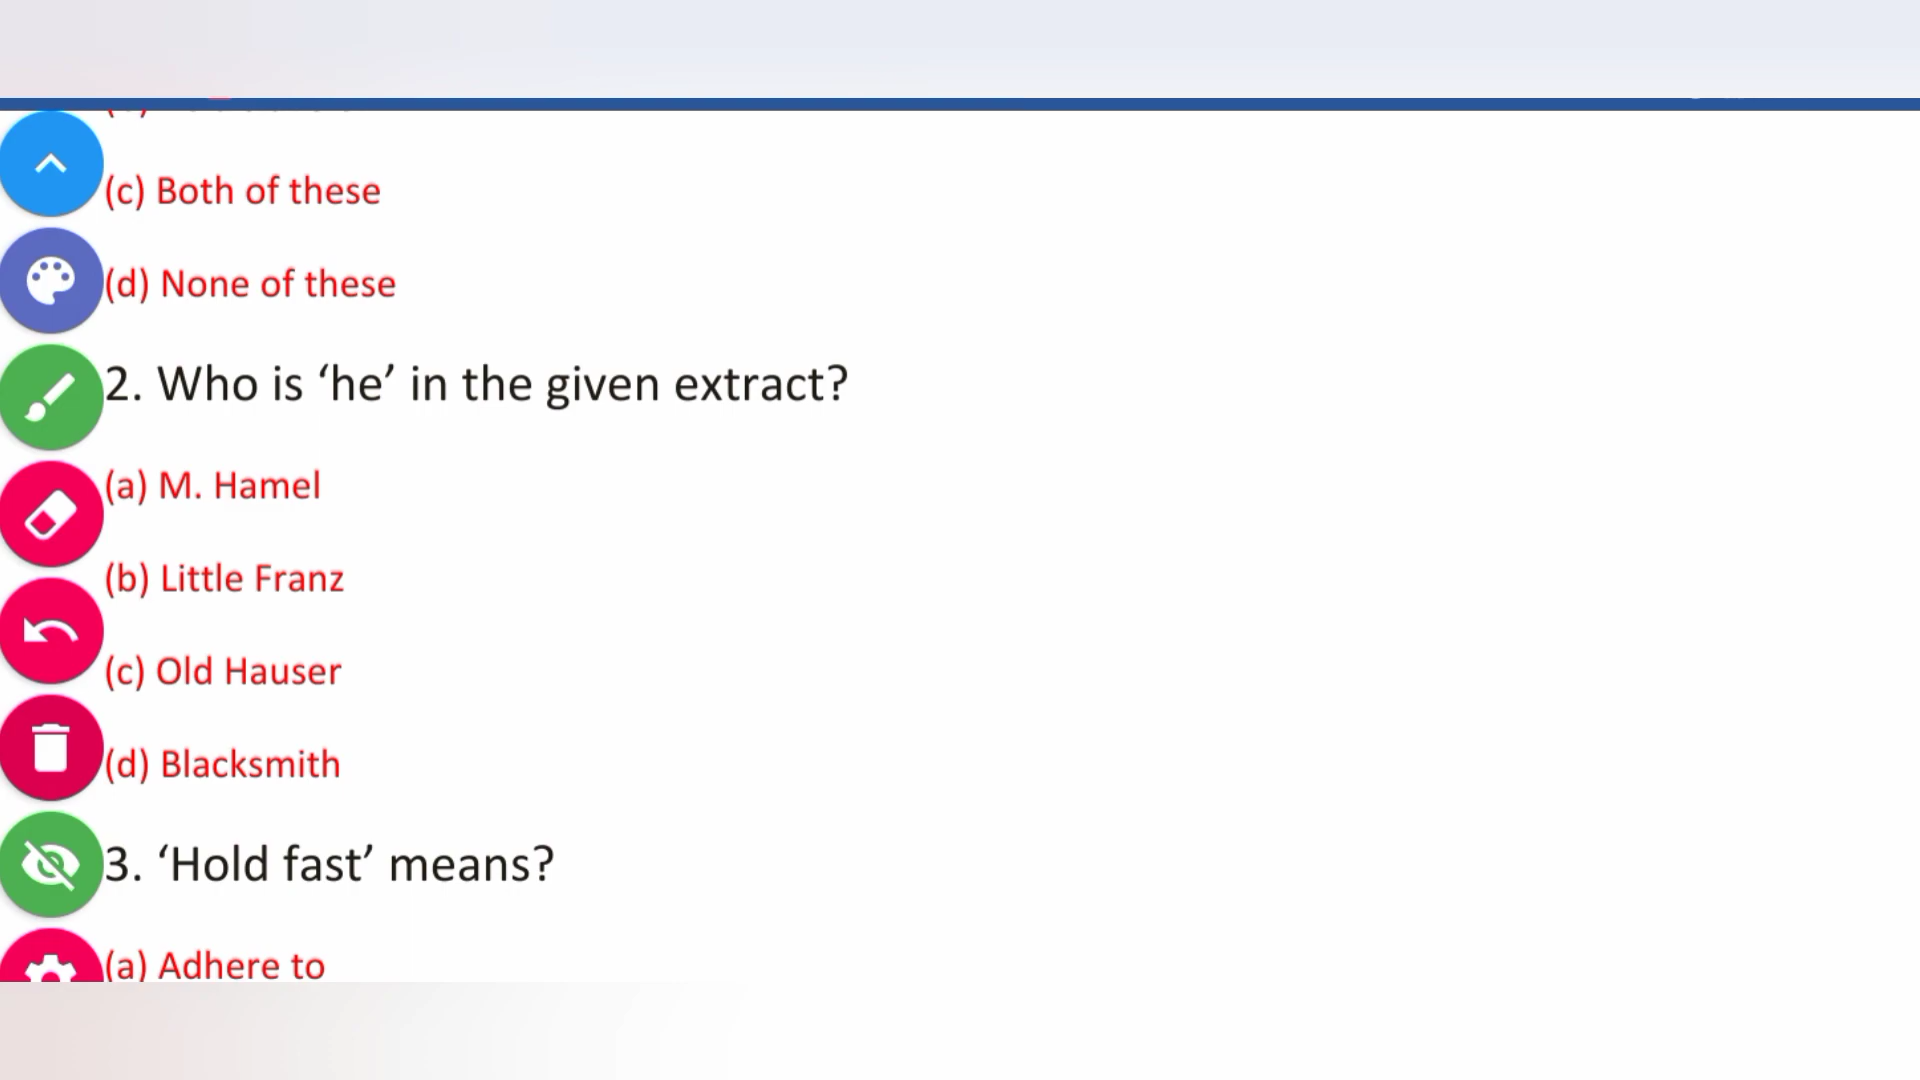 (c) Both of these
(d) None of these
2. Who is ‘he’ in the given extract?
(a) M. Hamel
(b) Little Franz
(c) Old Hauser
(d) Blacksmith
3. ‘Hold fast’ means?
(a) Adhere to